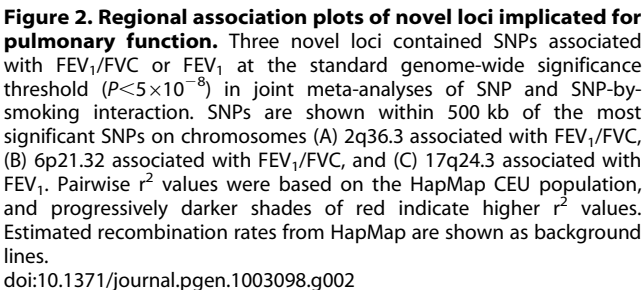 Figure 2. Regional association plots of novel loci implicated for
pulmonary function. Three novel loci contained SNPs associated
with FEV₁/FVC or FEV₁ at the standard genome-wide significance
threshold (P<5×10⁻⁸) in joint meta-analyses of SNP and SNP-by-
smoking interaction. SNPs are shown within 500 kb of the most
significant SNPs on chromosomes (A) 2q36.3 associated with FEV₁/FVC,
(B) 6p21.32 associated with FEV₁/FVC, and (C) 17q24.3 associated with
FEV₁. Pairwise r² values were based on the HapMap CEU population,
and progressively darker shades of red indicate higher r² values.
Estimated recombination rates from HapMap are shown as background
lines.
doi:10.1371/journal.pgen.1003098.g002